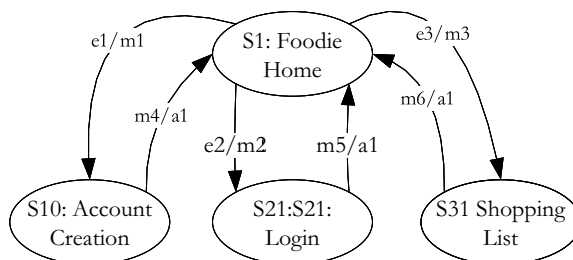 e1/m1
S1: Foodie
Home
e3/m3
m4/a1
m6/a1
e2/m2
m5/a1
S10: Account
Creation
S21:S21:
Login
S31 Shopping
List